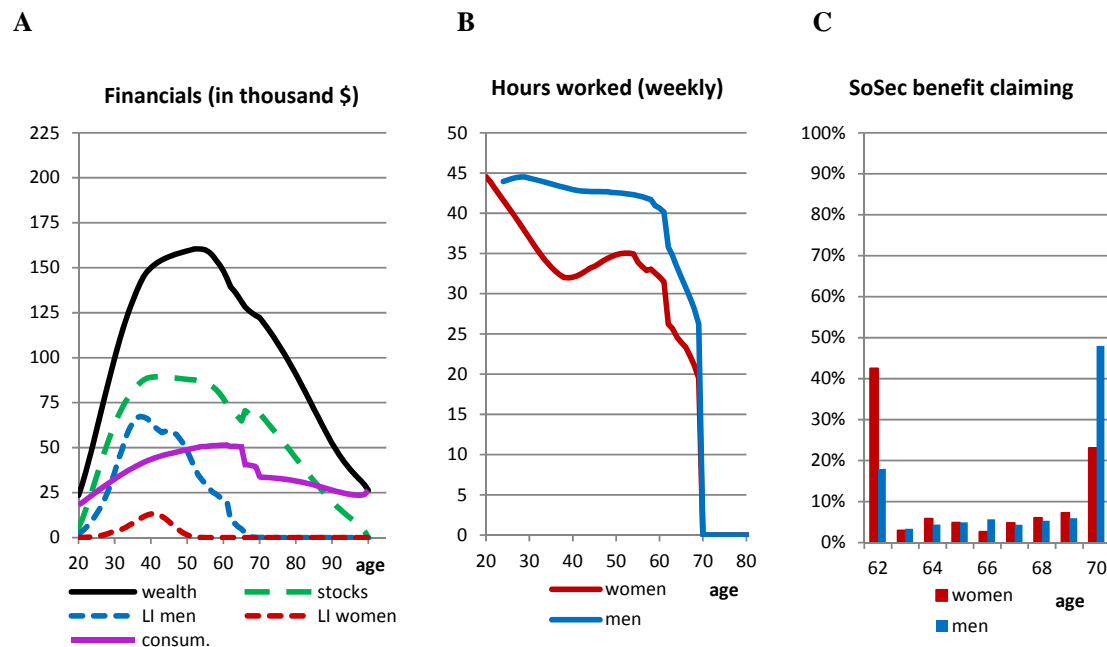 A
B
C
Financials (in thousand $)
225
200
175
150
125
100
75
50
25
0
20 30 40 50 60 70 80 90 age
wealth stocks
LI men LI women
consum.
Hours worked (weekly)
50
45
40
35
30
25
20
15
10
5
0
20 30 40 50 60 70 80
women age
men
SoSec benefit claiming
100%
90%
80%
70%
60%
50%
40%
30%
20%
10%
0%
62 64 66 68 70
women age
men